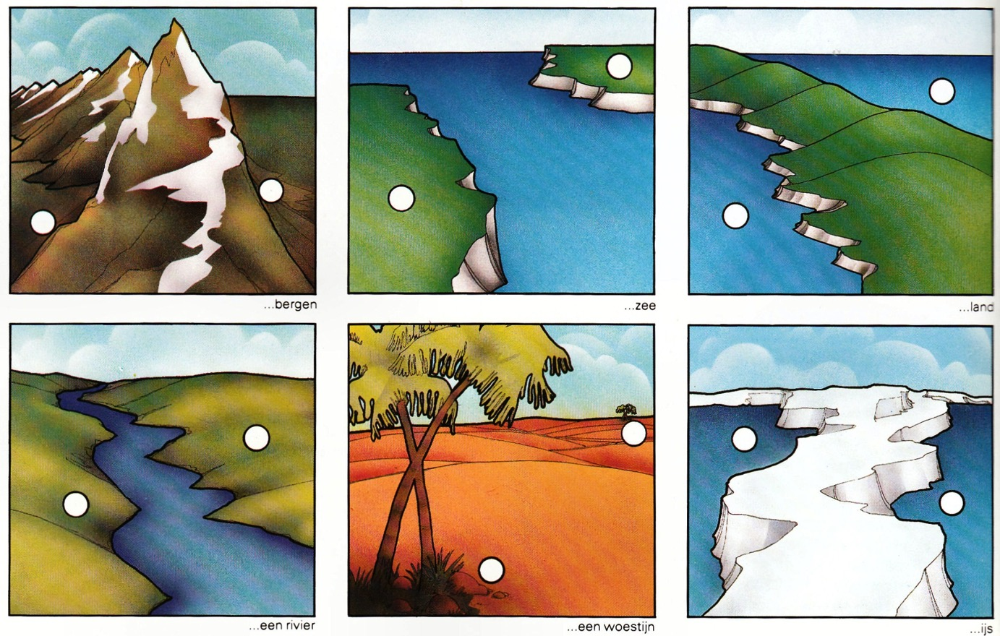 ...bergen
...zee
...land
...een rivier
...een woestijn
...ijs